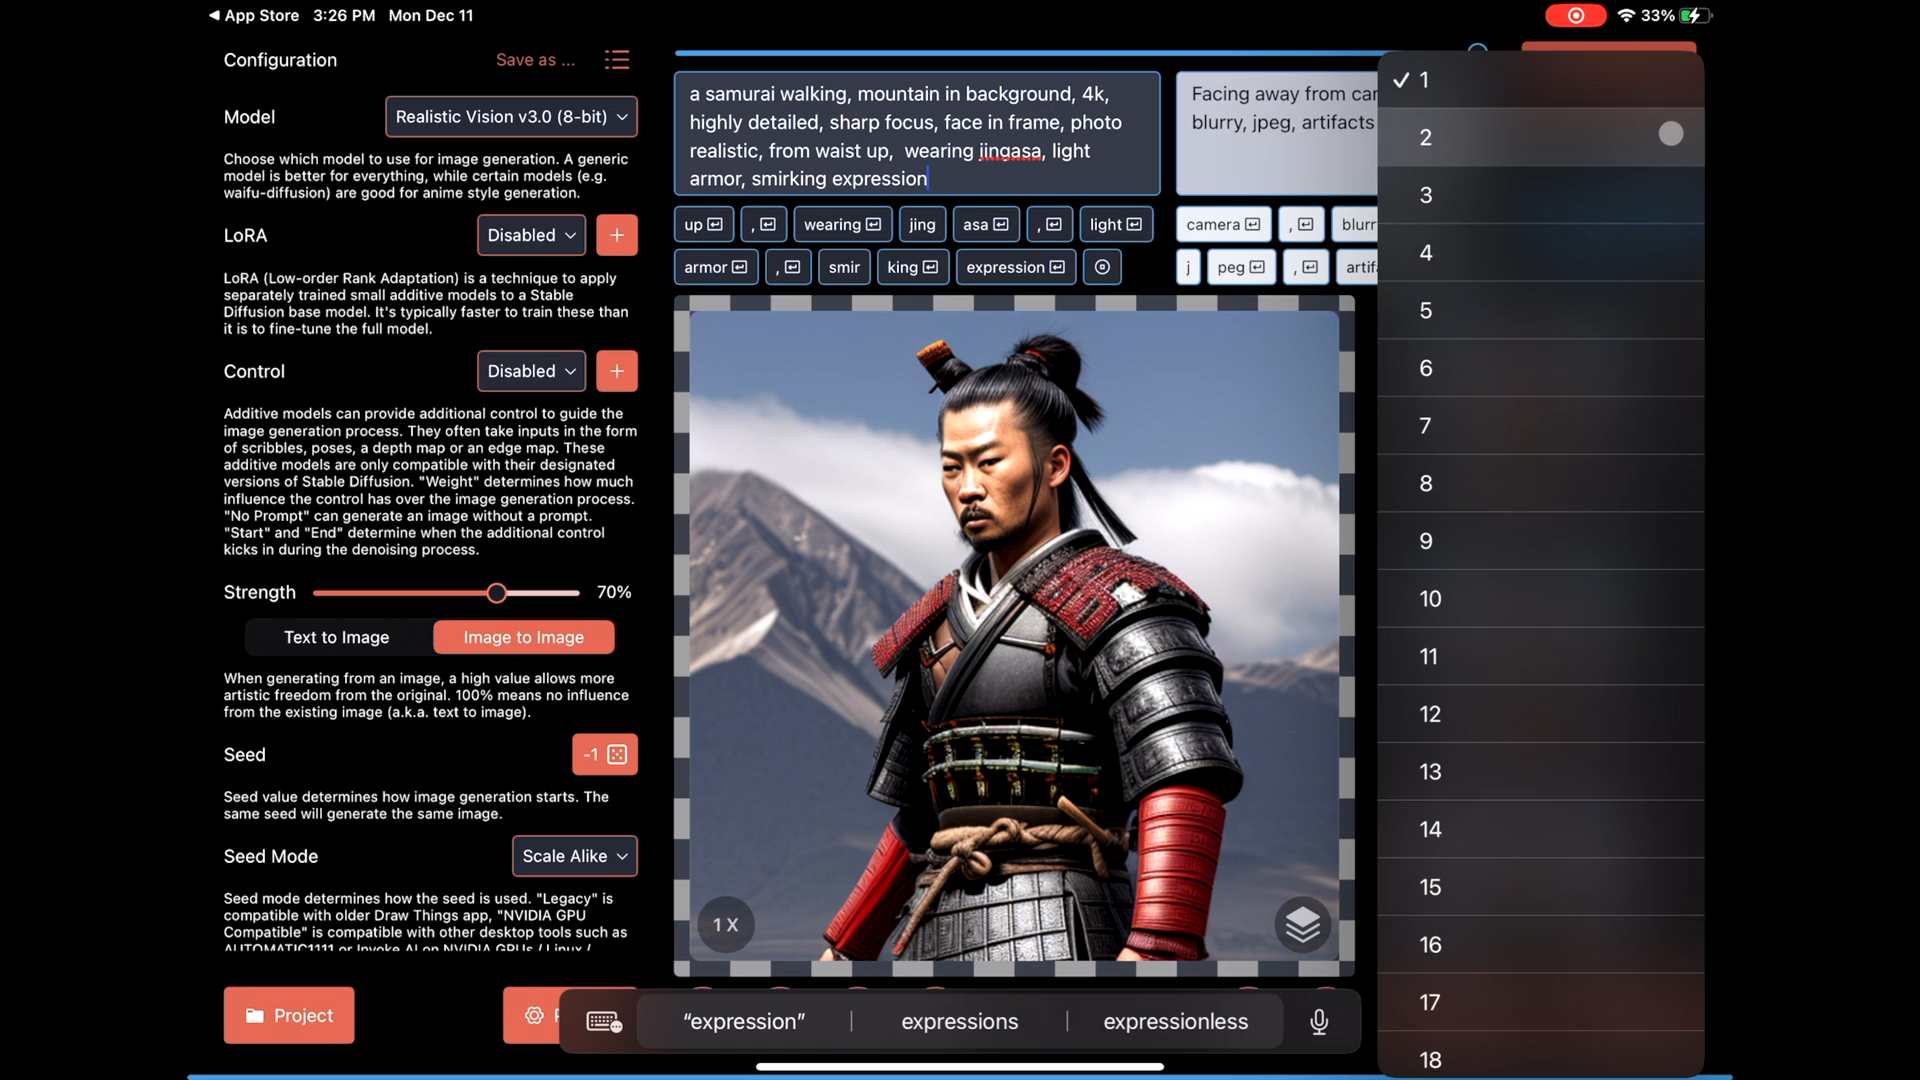 App Store 3:26 PM Mon Dec 11
33%
Configuration
Save as ...
Model
Realistic Vision v3.0 (8-bit)
Choose which model to use for image generation. A generic
model is better for everything, while certain models (e.g.
waifu-diffusion) are good for anime style generation.
LoRA
Disabled
+
LoRA (Low-order Rank Adaptation) is a technique to apply
separately trained small additive models to a Stable
Diffusion base model. It's typically faster to train these than
it is to fine-tune the full model.
Control
Disabled
+
Additive models can provide additional control to guide the
image generation process. They often take inputs in the form
of scribbles, poses, a depth map or an edge map. These
additive models are only compatible with their designated
versions of Stable Diffusion. "Weight" determines how much
influence the control has over the image generation process.
"No Prompt" can generate an image without a prompt.
"Start" and "End" determine when the additional control
kicks in during the denoising process.
Strength
70%
Text to Image
Image to Image
When generating from an image, a high value allows more
artistic freedom from the original. 100% means no influence
from the existing image (a.k.a. text to image).
Seed
-1
Seed value determines how image generation starts. The
same seed will generate the same image.
Seed Mode
Scale Alike
Seed mode determines how the seed is used. "Legacy" is
compatible with older Draw Things app, "NVIDIA GPU
Compatible" is compatible with other desktop tools such as
AUTOMATIC1111 or Invoke AI on NVIDIA GPUs / Linux /
Project
a samurai walking, mountain in background, 4k,
highly detailed, sharp focus, face in frame, photo
realistic, from waist up, wearing jingasa, light
armor, smirking expression
up , wearing jing asa , light
armor , smir king expression
Facing away from car
blurry, jpeg, artifacts
camera , blurr
j peg , artifa
1 X
"expression"
expressions
expressionless
1
2
3
4
5
6
7
8
9
10
11
12
13
14
15
16
17
18